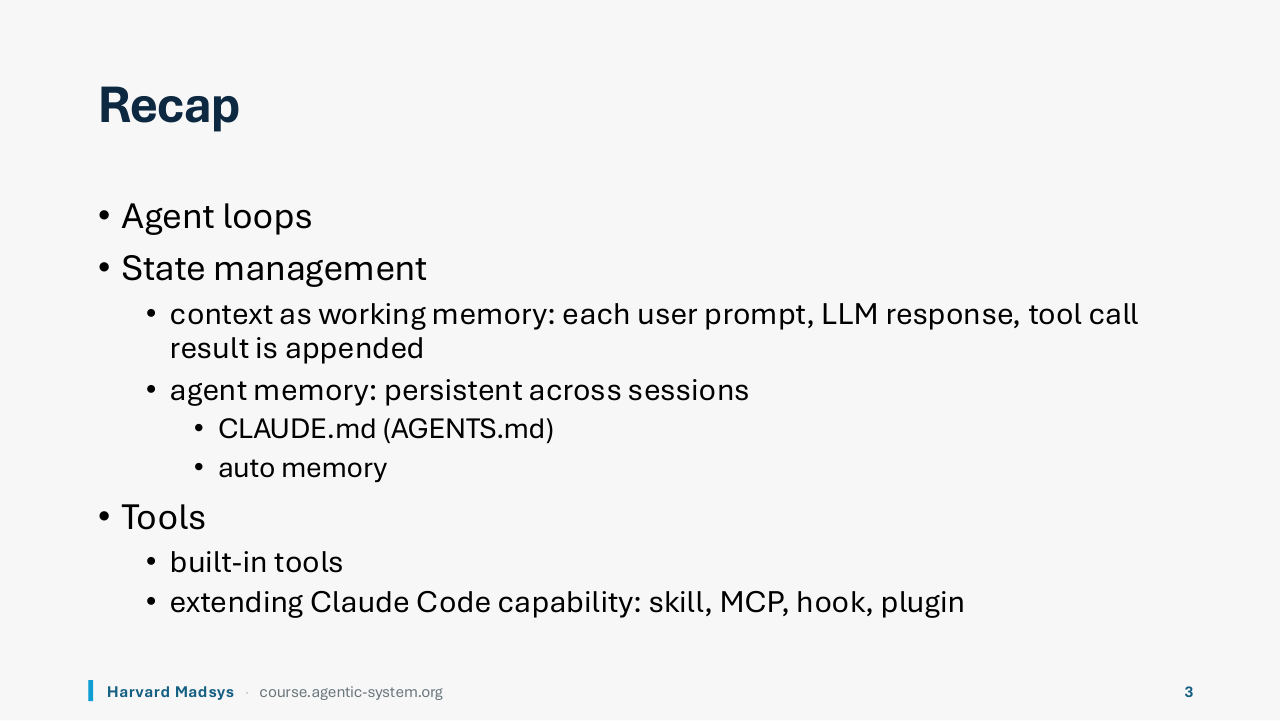 Recap
• Agent loops
• State management
• context as working memory: each user prompt, LLM response, tool call
result is appended
• agent memory: persistent across sessions
• CLAUDE.md (AGENTS.md)
• auto memory
• Tools
• built-in tools
• extending Claude Code capability: skill, MCP, hook, plugin
Harvard Madsys · course.agentic-system.org
3